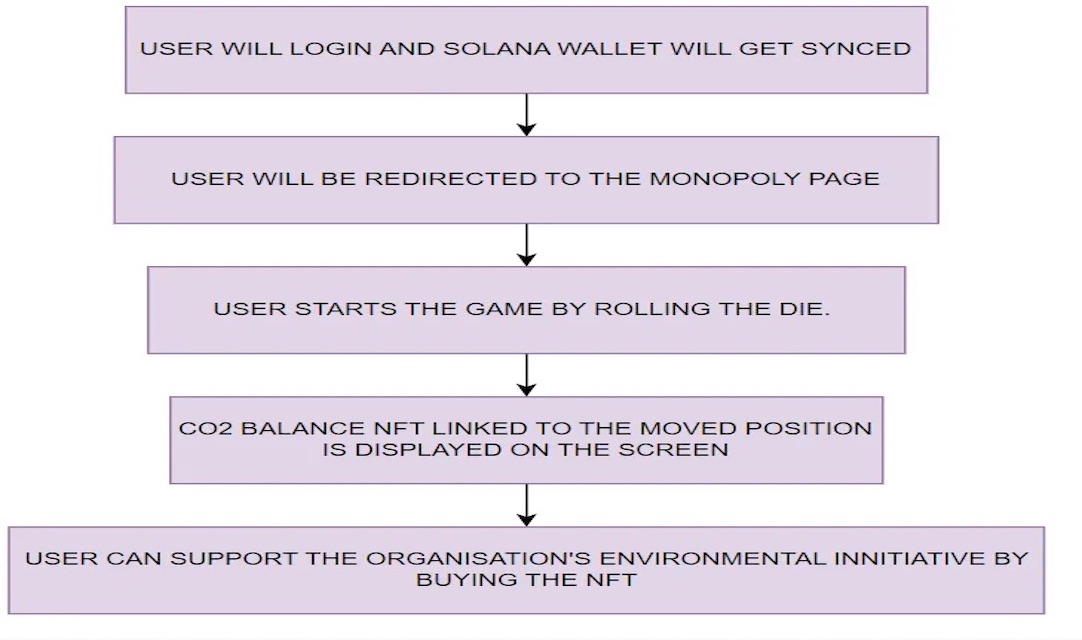 USER WILL LOGIN AND SOLANA WALLET WILL GET SYNCED
USER WILL BE REDIRECTED TO THE MONOPOLY PAGE
USER STARTS THE GAME BY ROLLING THE DIE.
CO2 BALANCE NFT LINKED TO THE MOVED POSITION
IS DISPLAYED ON THE SCREEN
USER CAN SUPPORT THE ORGANISATION'S ENVIRONMENTAL INNITIATIVE BY
BUYING THE NFT